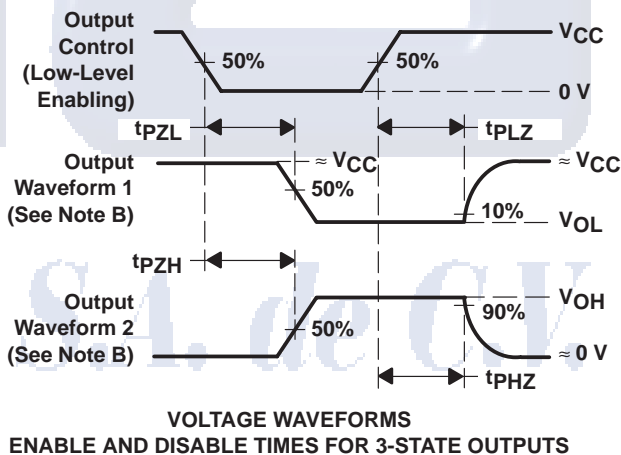 Output
Control
(Low-Level
Enabling)
VCC
50%
50%
0 V
tPZL
tPLZ
Output
Waveform 1
(See Note B)
≈ VCC
≈ VCC
50%
10%
VOL
tPZH
Output
Waveform 2
(See Note B)
VOH
90%
50%
≈ 0 V
tPHZ
S.A. de C.V.
VOLTAGE WAVEFORMS
ENABLE AND DISABLE TIMES FOR 3-STATE OUTPUTS